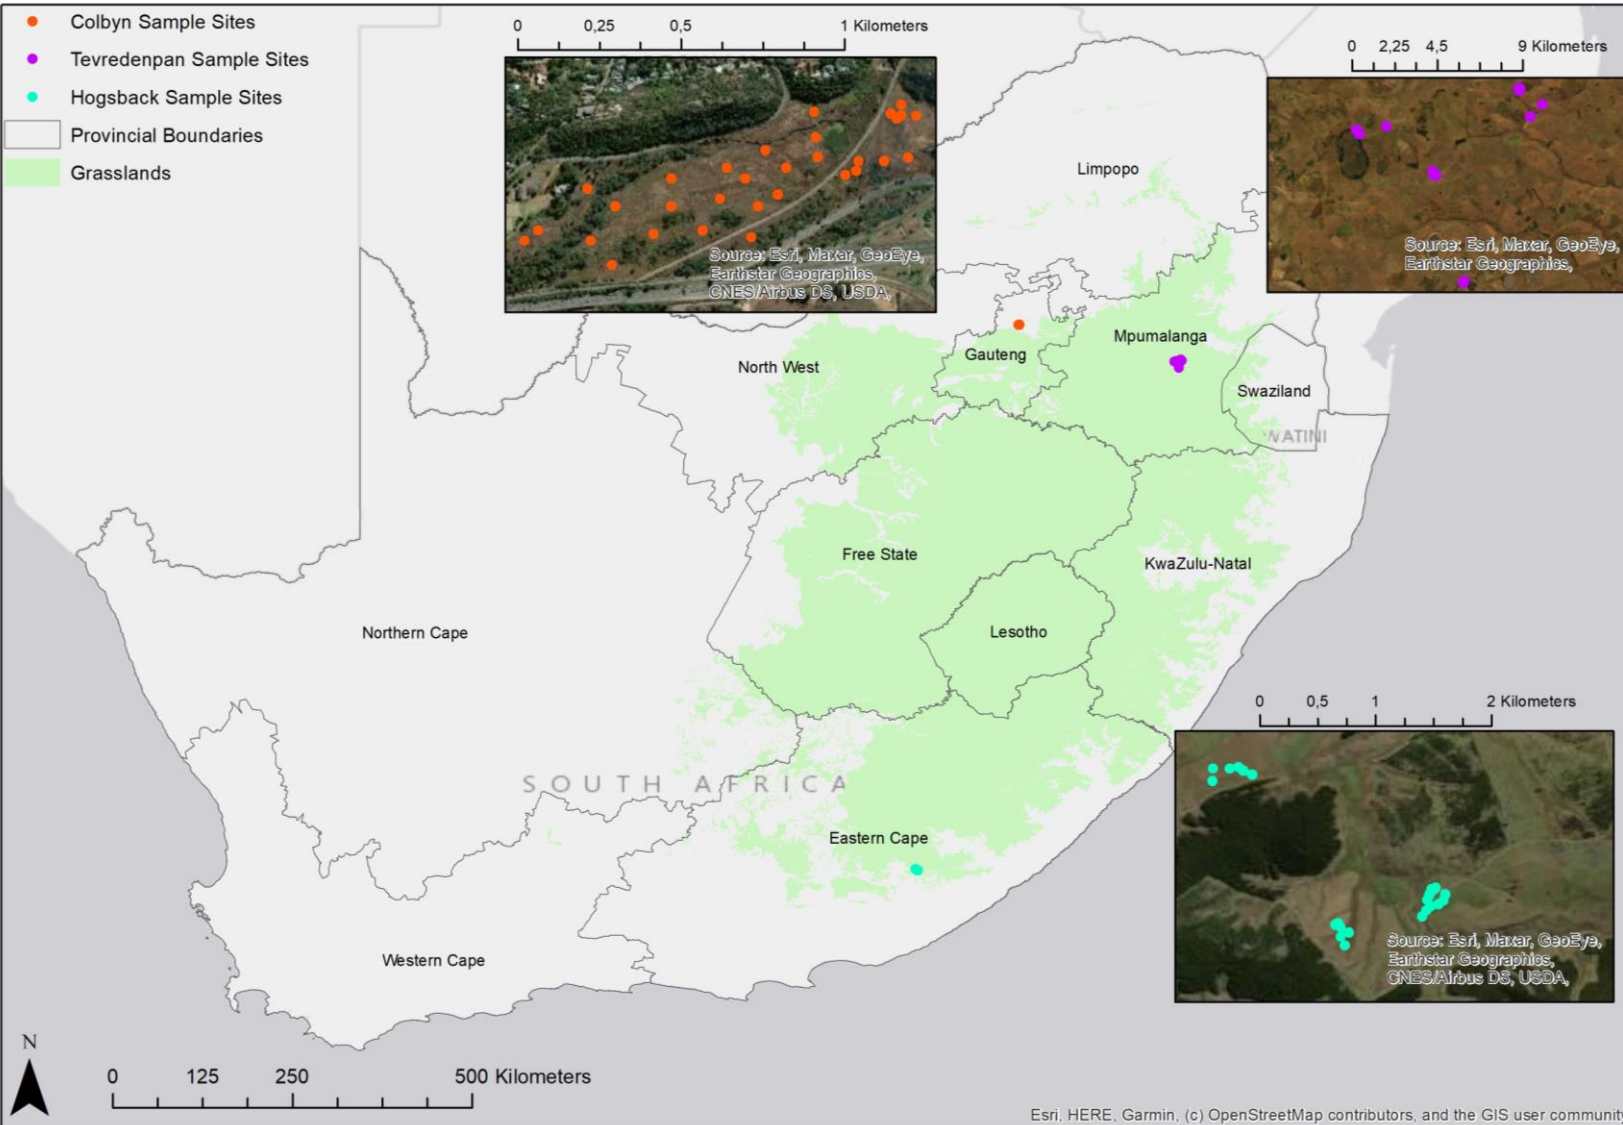 Colbyn Sample Sites
Tevredenpan Sample Sites
Hogsback Sample Sites
Provincial Boundaries
Grasslands
0 0,25 0,5 1 Kilometers
Source: Esri, Maxar, GeoEye,
Earthstar Geographics,
CNES/Airbus DS, USDA,
0 2,25 4,5 9 Kilometers
Source: Esri, Maxar, GeoEye,
Earthstar Geographics,
Limpopo
Mpumalanga
Gauteng
North West
Swaziland
WATINI
Free State
KwaZulu-Natal
Northern Cape
Lesotho
0 0,5 1 2 Kilometers
SOUTH AFRICA
Eastern Cape
Source: Esri, Maxar, GeoEye,
Earthstar Geographics,
CNES/Airbus DS, USDA,
Western Cape
N
0 125 250 500 Kilometers
Esri, HERE, Garmin, (c) OpenStreetMap contributors, and the GIS user community